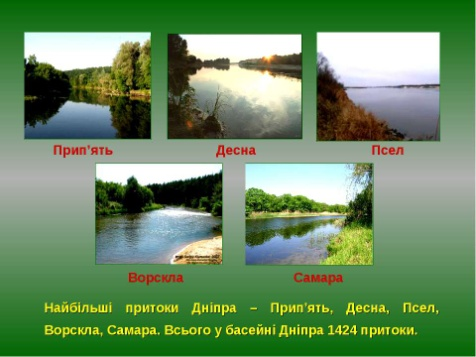 Прип’ять
Десна
Псел
Ворскла
Самара
Найбільші притоки Дніпра – Прип’ять, Десна, Псел,
Ворскла, Самара. Всього у басейні Дніпра 1424 притоки.